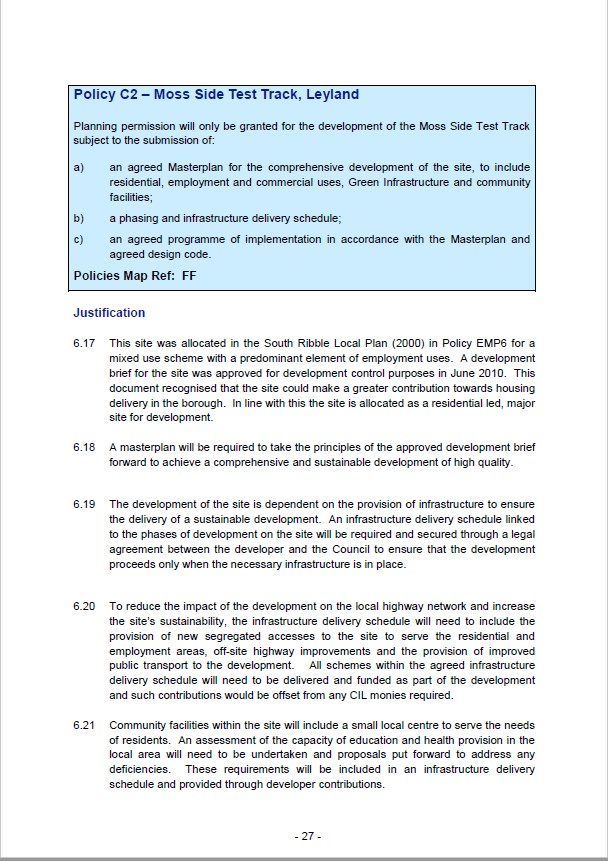 Policy C2 – Moss Side Test Track, Leyland
Planning permission will only be granted for the development of the Moss Side Test Track
subject to the submission of:
a) an agreed Masterplan for the comprehensive development of the site, to include
residential, employment and commercial uses, Green Infrastructure and community
facilities;
b) a phasing and infrastructure delivery schedule;
c) an agreed programme of implementation in accordance with the Masterplan and
agreed design code.
Policies Map Ref: FF
Justification
6.17 This site was allocated in the South Ribble Local Plan (2000) in Policy EMP6 for a
mixed use scheme with a predominant element of employment uses. A development
brief for the site was approved for development control purposes in June 2010. This
document recognised that the site could make a greater contribution towards housing
delivery in the borough. In line with this the site is allocated as a residential led, major
site for development.
6.18 A masterplan will be required to take the principles of the approved development brief
forward to achieve a comprehensive and sustainable development of high quality.
6.19 The development of the site is dependent on the provision of infrastructure to ensure
the delivery of a sustainable development. An infrastructure delivery schedule linked
to the phases of development on the site will be required and secured through a legal
agreement between the developer and the Council to ensure that the development
proceeds only when the necessary infrastructure is in place.
6.20 To reduce the impact of the development on the local highway network and increase
the site's sustainability, the infrastructure delivery schedule will need to include the
provision of new segregated accesses to the site to serve the residential and
employment areas, off-site highway improvements and the provision of improved
public transport to the development. All schemes within the agreed infrastructure
delivery schedule will need to be delivered and funded as part of the development
and such contributions would be offset from any CIL monies required.
6.21 Community facilities within the site will include a small local centre to serve the needs
of residents. An assessment of the capacity of education and health provision in the
local area will need to be undertaken and proposals put forward to address any
deficiencies. These requirements will be included in an infrastructure delivery
schedule and provided through developer contributions.
- 27 -